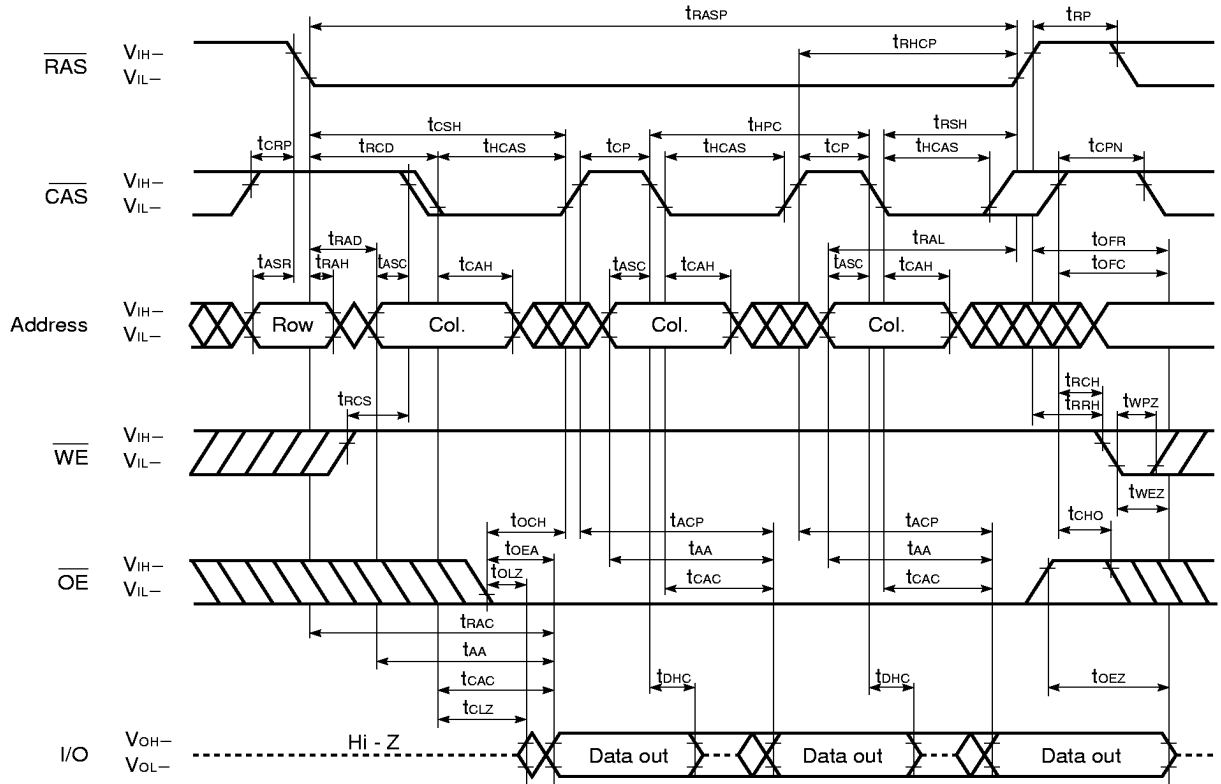 tRASP
tRP
tRHCP
RAS
VIH–
VIL–
tCSH
tHPC
tRSH
tCRP
tRCD
tHCAS
tCP
tHCAS
tCP
tHCAS
tCPN
CAS
VIH–
VIL–
tRAD
tRAL
tOFR
tASR
tRAH
tASC
tCAH
tASC
tCAH
tASC
tCAH
tOFC
Address
VIH–
VIL–
Row
Col.
Col.
Col.
tRCS
tRCH
tRRH
tWPZ
WE
VIH–
VIL–
tWEZ
tOCH
tACP
tACP
tCHO
tOEA
tAA
tAA
OE
VIH–
VIL–
tOLZ
tCAC
tCAC
tRAC
tAA
tCAC
tDHC
tDHC
tOEZ
tCLZ
I/O
VOH–
VOL–
Hi - Z
Data out
Data out
Data out